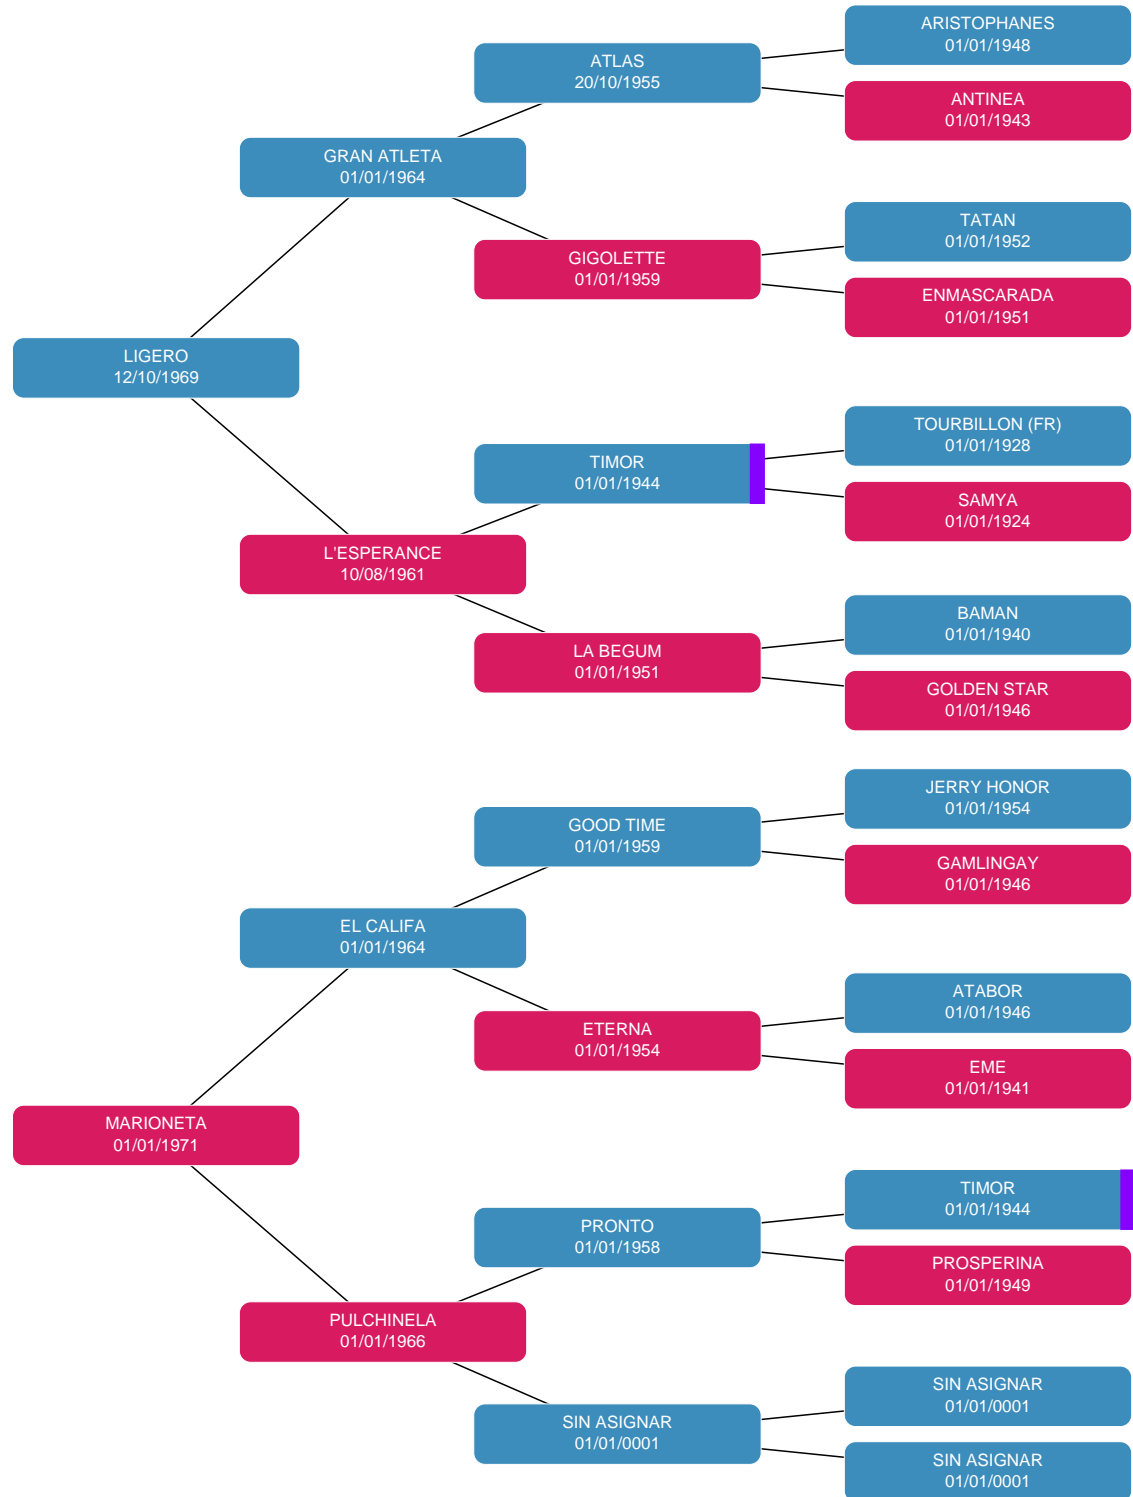 ARISTOPHANES
01/01/1948
ATLAS
20/10/1955
ANTINEA
01/01/1943
GRAN ATLETA
01/01/1964
TATAN
01/01/1952
GIGOLETTE
01/01/1959
ENMASCARADA
01/01/1951
LIGERO
12/10/1969
TOURBILLON (FR)
01/01/1928
TIMOR
01/01/1944
SAMYA
01/01/1924
L'ESPERANCE
10/08/1961
BAMAN
01/01/1940
LA BEGUM
01/01/1951
GOLDEN STAR
01/01/1946
JERRY HONOR
01/01/1954
GOOD TIME
01/01/1959
GAMLINGAY
01/01/1946
EL CALIFA
01/01/1964
ATABOR
01/01/1946
ETERNA
01/01/1954
EME
01/01/1941
MARIONETA
01/01/1971
TIMOR
01/01/1944
PRONTO
01/01/1958
PROSPERINA
01/01/1949
PULCHINELA
01/01/1966
SIN ASIGNAR
01/01/0001
SIN ASIGNAR
01/01/0001
SIN ASIGNAR
01/01/0001